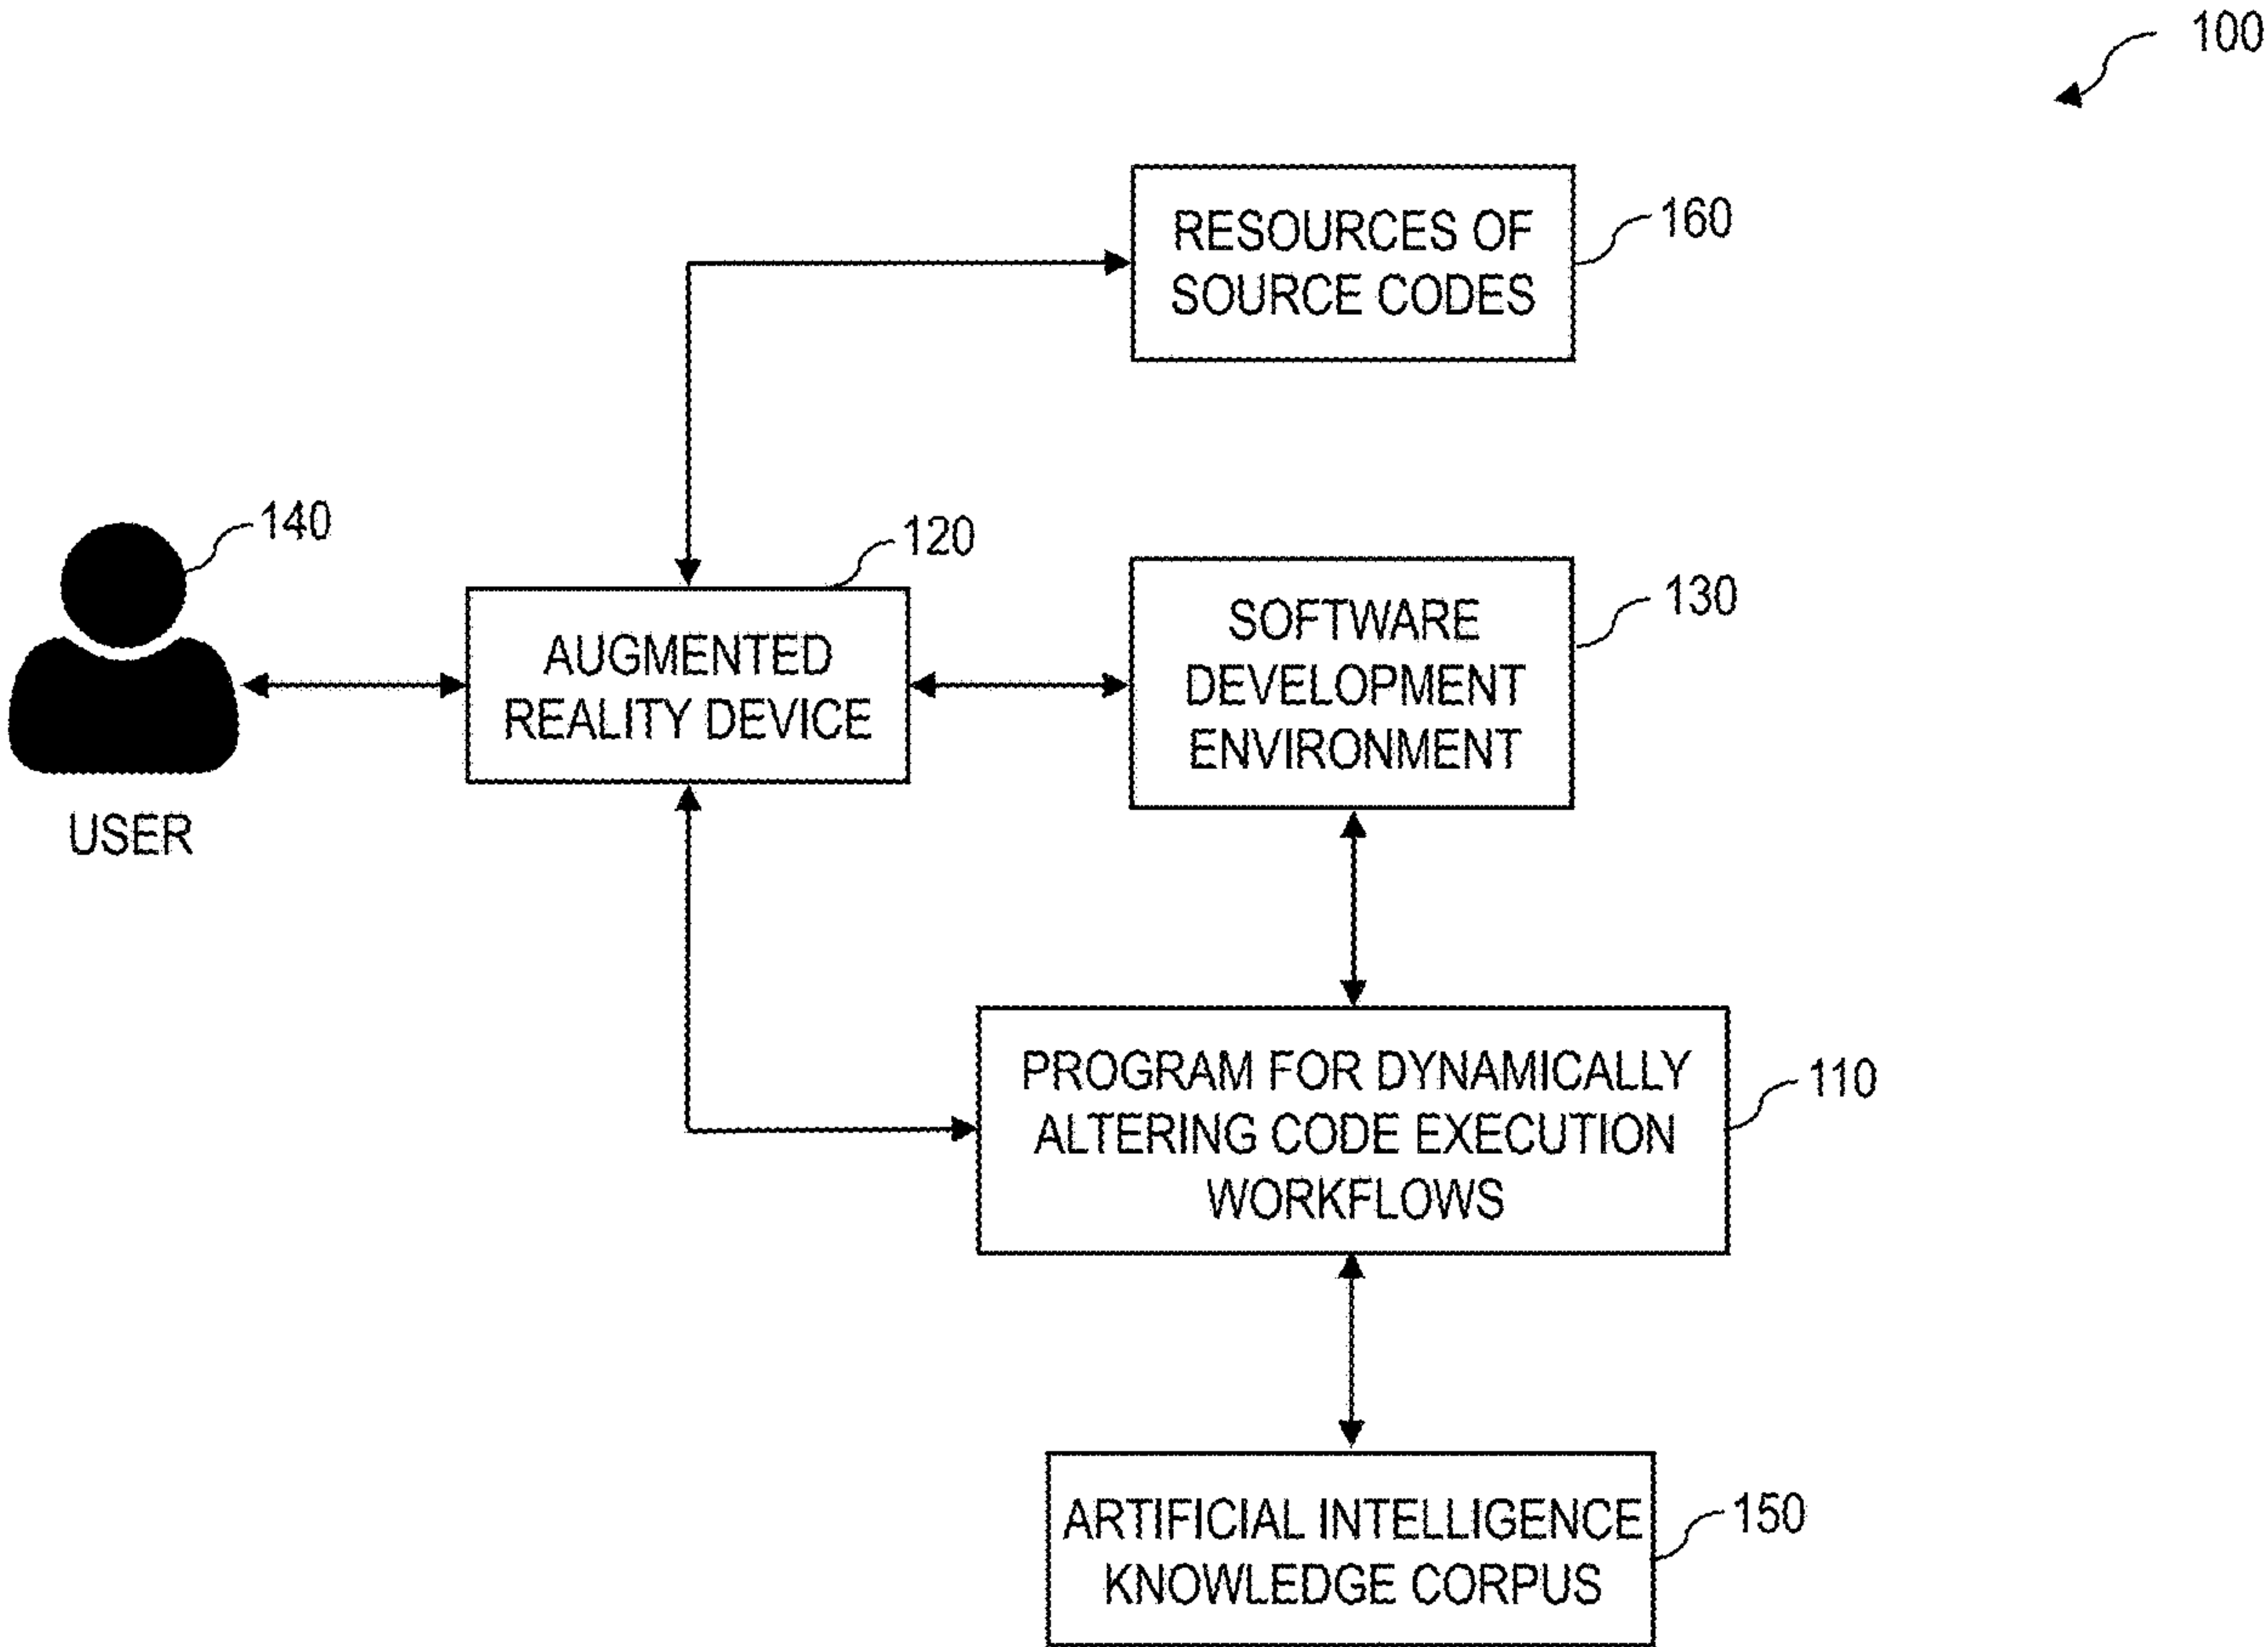 100
RESOURCES OF
SOURCE CODES
160
140
USER
120
AUGMENTED
REALITY DEVICE
SOFTWARE
DEVELOPMENT
ENVIRONMENT
130
PROGRAM FOR DYNAMICALLY
ALTERING CODE EXECUTION
WORKFLOWS
110
ARTIFICIAL INTELLIGENCE
KNOWLEDGE CORPUS
150